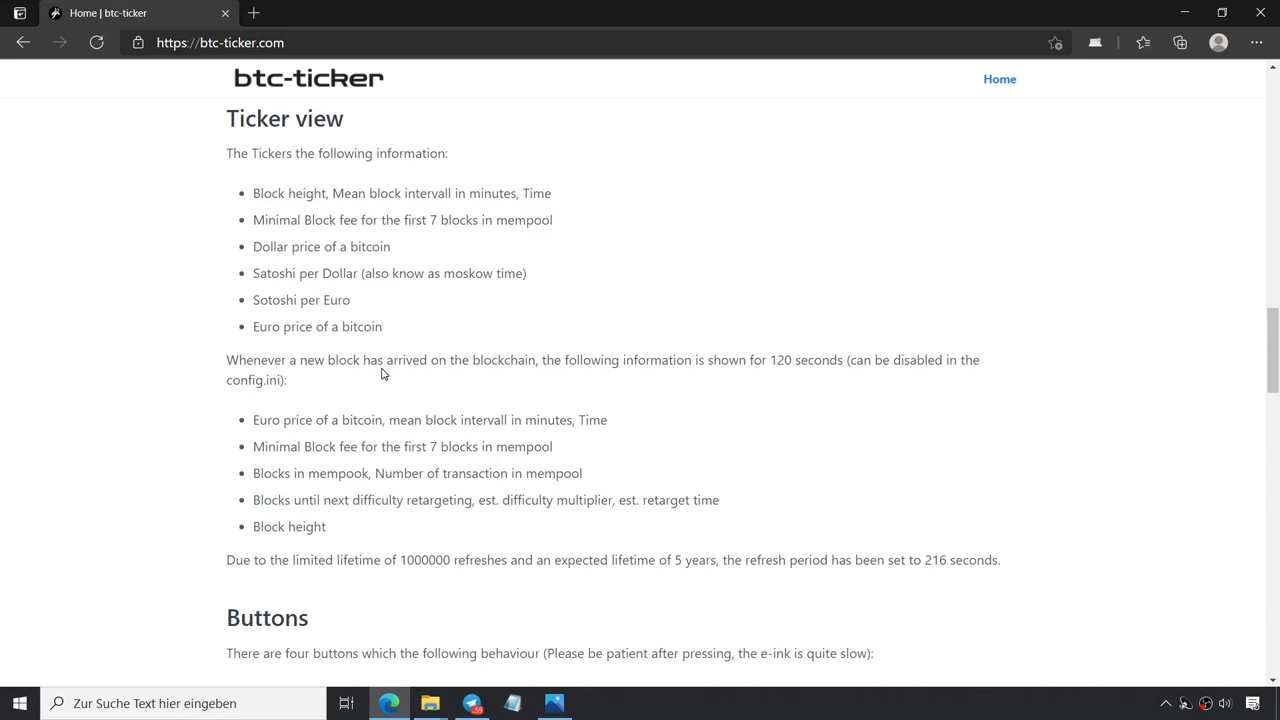 Home | btc-ticker
https://btc-ticker.com
btc-ticker
Home
Ticker view
The Tickers the following information:
Block height, Mean block intervall in minutes, Time
Minimal Block fee for the first 7 blocks in mempool
Dollar price of a bitcoin
Satoshi per Dollar (also know as moskow time)
Sotoshi per Euro
Euro price of a bitcoin
Whenever a new block has arrived on the blockchain, the following information is shown for 120 seconds (can be disabled in the
config.ini):
Euro price of a bitcoin, mean block intervall in minutes, Time
Minimal Block fee for the first 7 blocks in mempool
Blocks in mempook, Number of transaction in mempool
Blocks until next difficulty retargeting, est. difficulty multiplier, est. retarget time
Block height
Due to the limited lifetime of 1000000 refreshes and an expected lifetime of 5 years, the refresh period has been set to 216 seconds.
Buttons
There are four buttons which the following behaviour (Please be patient after pressing, the e-ink is quite slow):
Zur Suche Text hier eingeben